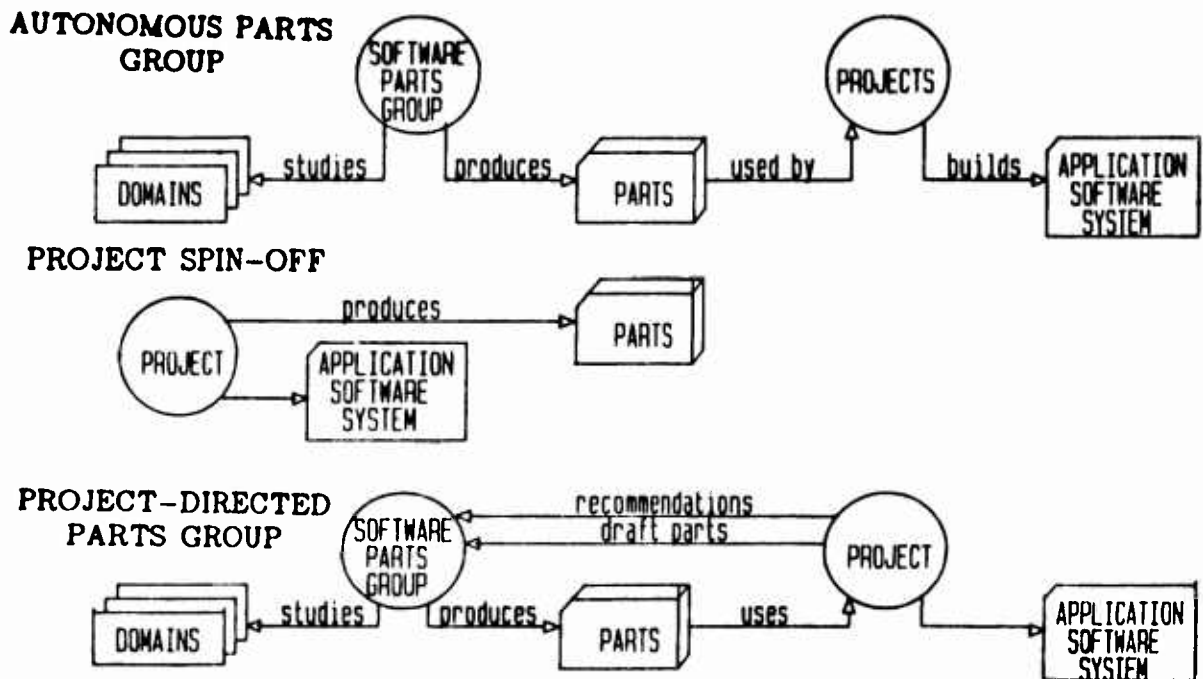 AUTONOMOUS PARTS
GROUP
SOFTWARE
PARTS
GROUP
PROJECTS
studies
produces
used by
builds
DOMAINS
PARTS
APPLICATION
SOFTWARE
SYSTEM
PROJECT SPIN-OFF
produces
PARTS
PROJECT
APPLICATION
SOFTWARE
SYSTEM
PROJECT-DIRECTED
PARTS GROUP
SOFTWARE
PARTS
GROUP
recommendations
draft parts
PROJECT
studies
produces
uses
DOMAINS
PARTS
APPLICATION
SOFTWARE
SYSTEM